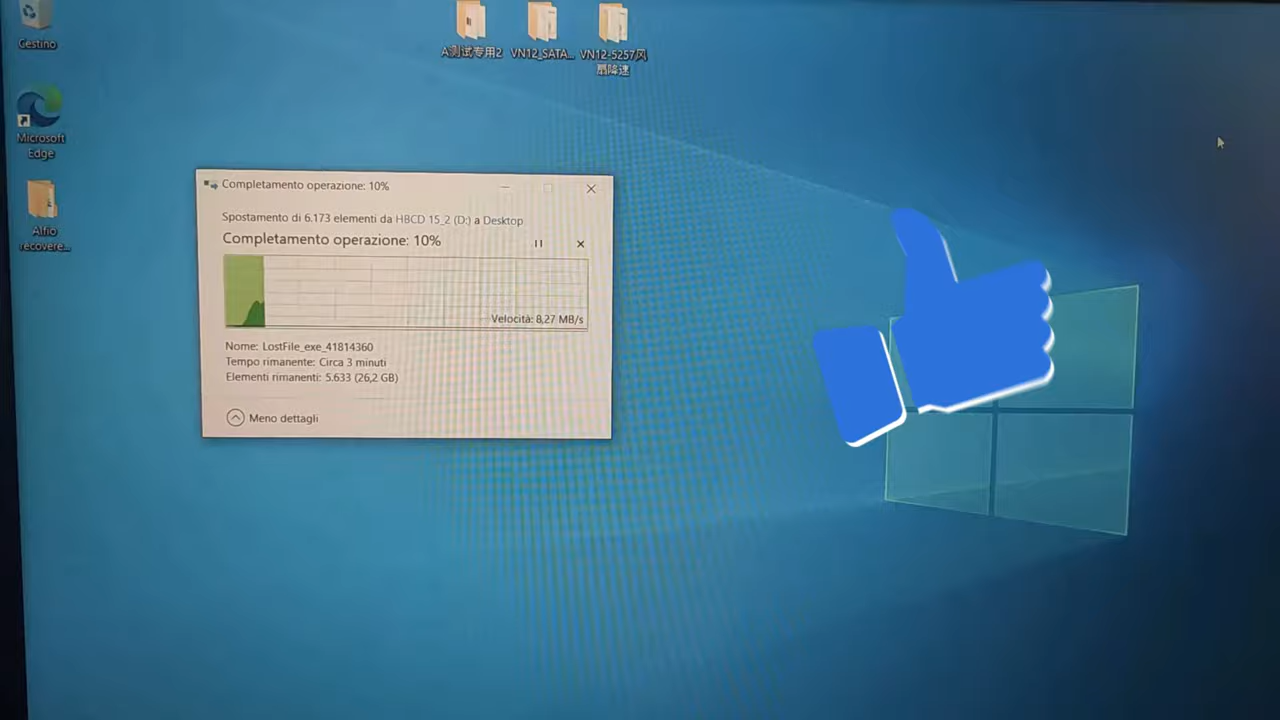 Cestino
A测试专用2
VN12_SATA...
VN12-5257风
扇降速
Microsoft
Edge
Alfio
recovere...
Completamento operazione: 10%
Spostamento di 6.173 elementi da HBCD 15_2 (D:) a Desktop
Completamento operazione: 10%
Velocità: 8,27 MB/s
Nome: LostFile_exe_41814360
Tempo rimanente: Circa 3 minuti
Elementi rimanenti: 5.633 (26,2 GB)
Meno dettagli